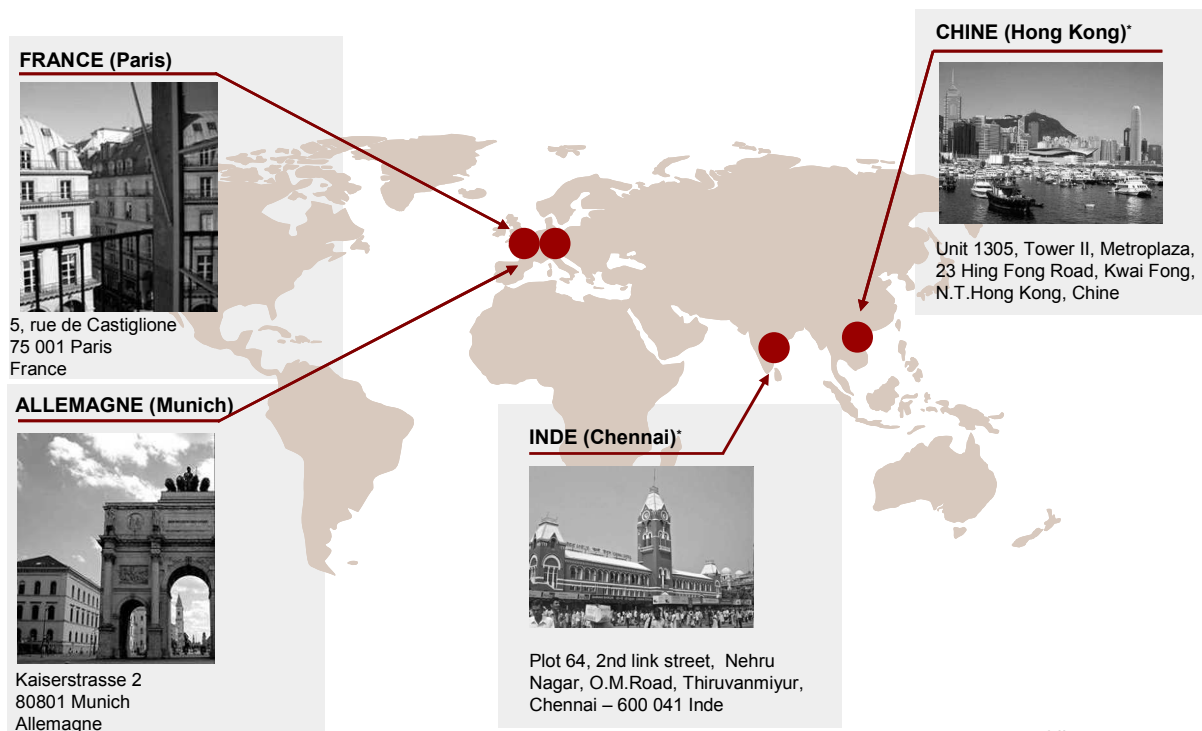 FRANCE (Paris)
5, rue de Castiglione
75 001 Paris
France
ALLEMAGNE (Munich)
Kaiserstrasse 2
80801 Munich
Allemagne
CHINE (Hong Kong)*
Unit 1305, Tower II, Metroplaza,
23 Hing Fong Road, Kwai Fong,
N.T.Hong Kong, Chine
INDE (Chennai)*
Plot 64, 2nd link street, Nehru
Nagar, O.M.Road, Thiruvanmiyur,
Chennai – 600 041 Inde